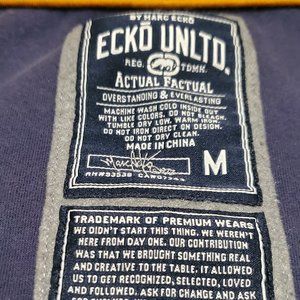 BY MARC ECKO
ECKŌ UNLTD.
REG. TDMK.
ACTUAL FACTUAL
OVERSTANDING & EVERLASTING
MACHINE WASH COLD INSIDE OUT
WITH LIKE COLORS. DO NOT BLEACH.
TUMBLE DRY LOW. WARM IRON.
DO NOT IRON DIRECT ON DESIGN.
DO NOT DRY CLEAN.
MADE IN CHINA
M
TRADEMARK OF PREMIUM WEARS
WE DIDN'T START THIS THING. WE WEREN'T
HERE FROM DAY ONE. OUR CONTRIBUTION
WAS THAT WE BROUGHT SOMETHING REAL
AND CREATIVE TO THE TABLE. IT ALLOWED
US TO GET RECOGNIZED, SELECTED, LOVED
AND FOLLOWED. ASK FOR CHANGE AND ASK